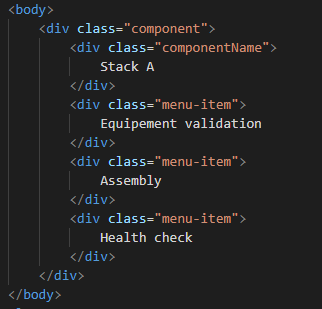 <body>
<div class="component">
<div class="componentName">
Stack A
</div>
<div class="menu-item">
Equipement validation
</div>
<div class="menu-item">
Assembly
</div>
<div class="menu-item">
Health check
</div>
</div>
</body>